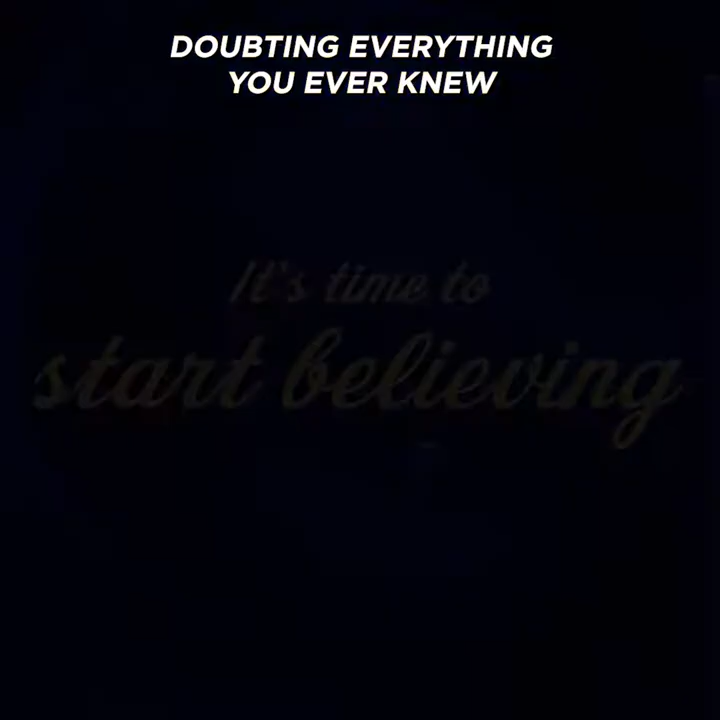 DOUBTING EVERYTHING
YOU EVER KNEW
It's time to
start believing